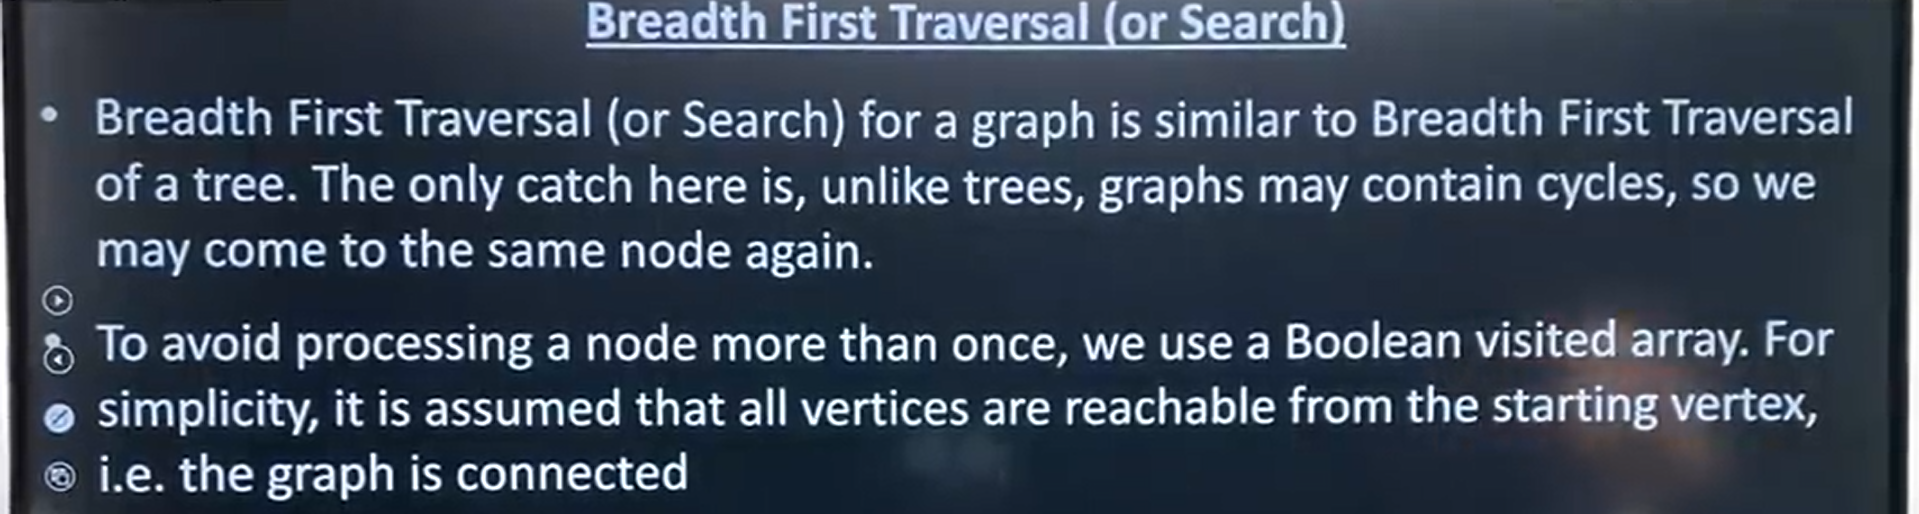 Breadth First Traversal (or Search)
• Breadth First Traversal (or Search) for a graph is similar to Breadth First Traversal
of a tree. The only catch here is, unlike trees, graphs may contain cycles, so we
may come to the same node again.
• To avoid processing a node more than once, we use a Boolean visited array. For
simplicity, it is assumed that all vertices are reachable from the starting vertex,
i.e. the graph is connected